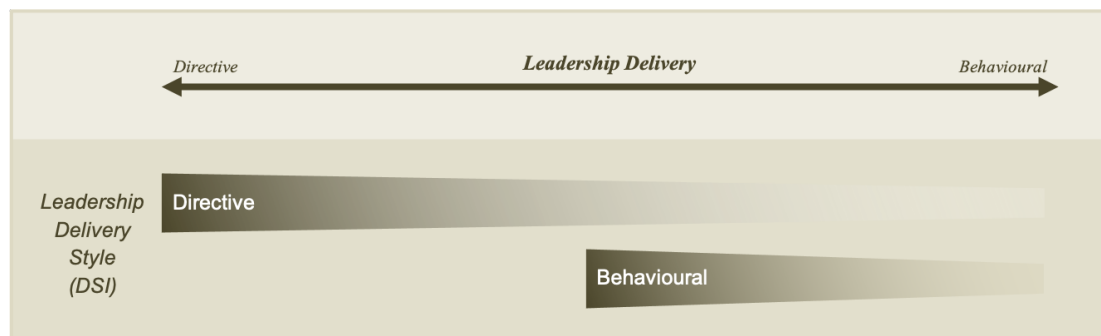 Directive
Leadership Delivery
Behavioural
Leadership
Delivery
Style
(DSI)
Directive
Behavioural